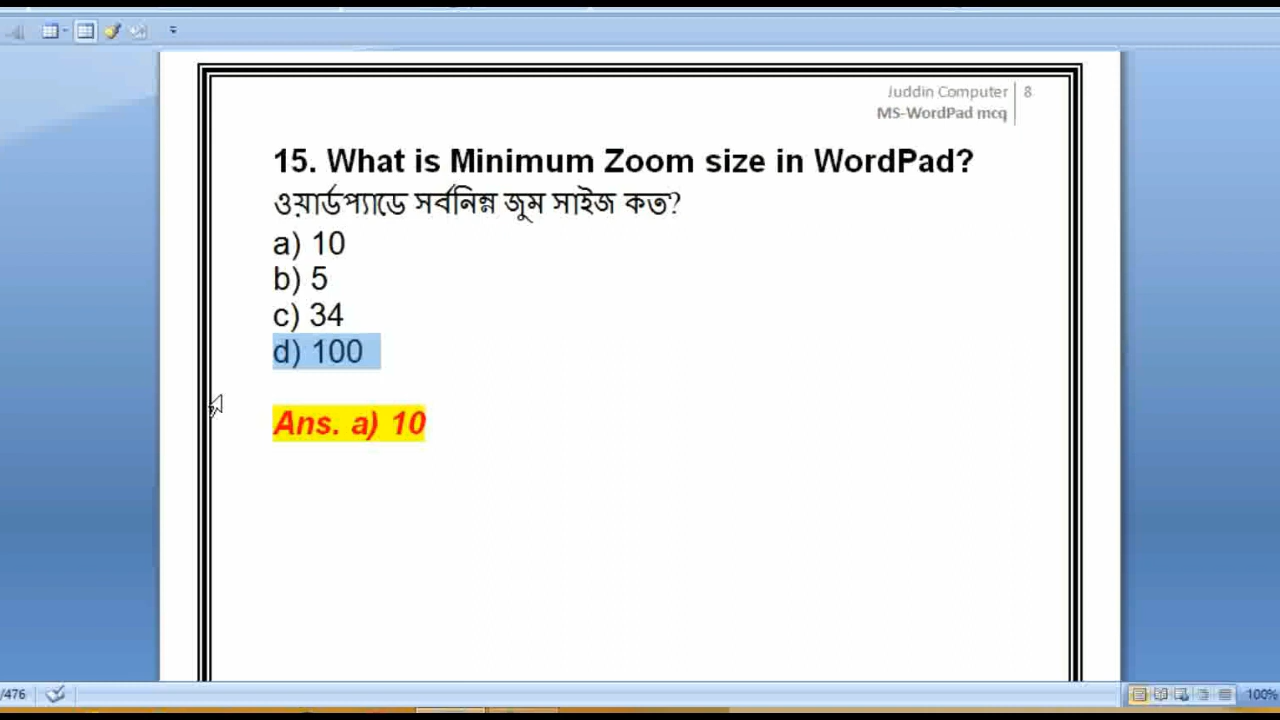 Juddin Computer 8
MS-WordPad mcq
15. What is Minimum Zoom size in WordPad?
ওয়ার্ডপ্যাডে সর্বনিম্ন জুম সাইজ কত?
a) 10
b) 5
c) 34
d) 100
Ans. a) 10
/476
100%